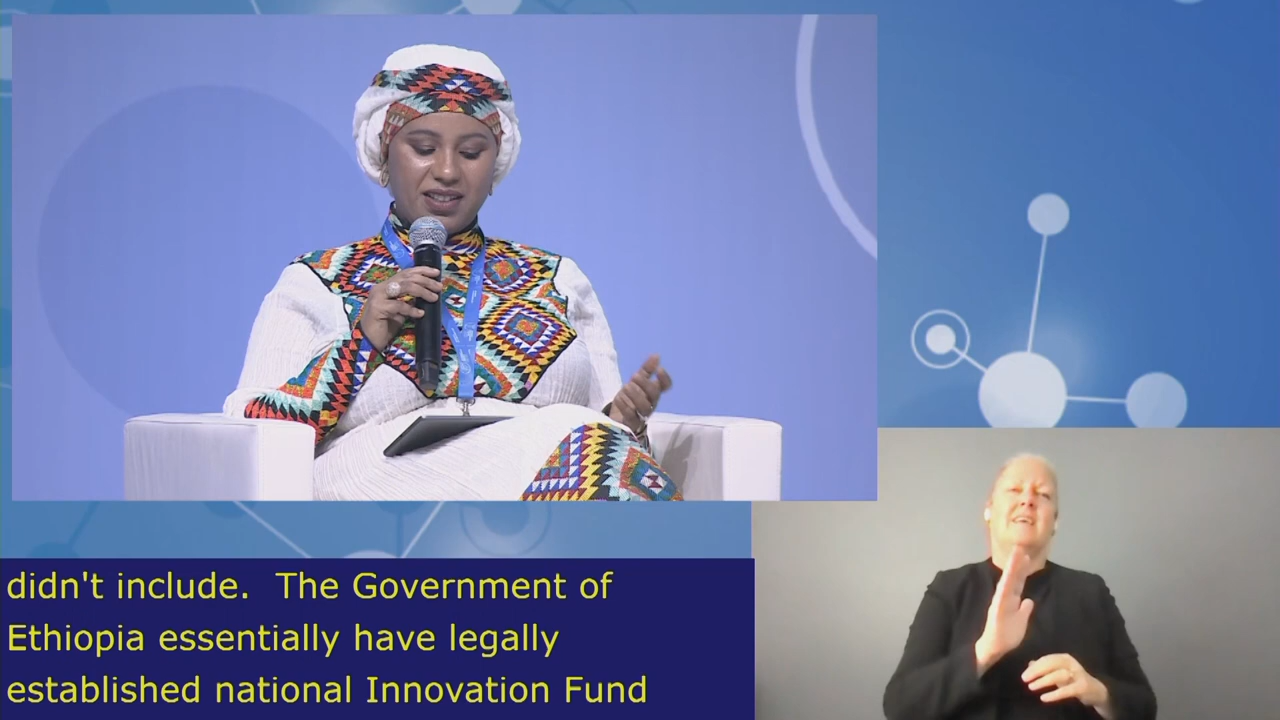 didn't include.  The Government of
Ethiopia essentially have legally
established national Innovation Fund